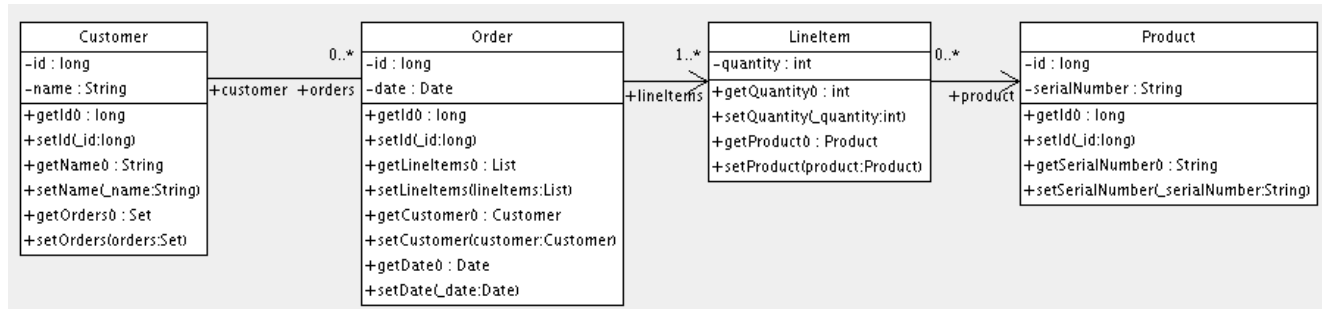 Customer
-id : long
-name : String
+getId() : long
+setId(_id:long)
+getName() : String
+setName(_name:String)
+getOrders() : Set
+setOrders(orders:Set)
+customer
0..*
+orders
Order
-id : long
-date : Date
+getId() : long
+setId(_id:long)
+getLineItems() : List
+setLineItems(lineItems:List)
+getCustomer() : Customer
+setCustomer(customer:Customer)
+getDate() : Date
+setDate(_date:Date)
1..*
+lineItems
LineItem
-quantity : int
+getQuantity() : int
+setQuantity(_quantity:int)
+getProduct() : Product
+setProduct(product:Product)
0..*
+product
Product
-id : long
-serialNumber : String
+getId() : long
+setId(_id:long)
+getSerialNumber() : String
+setSerialNumber(_serialNumber:String)